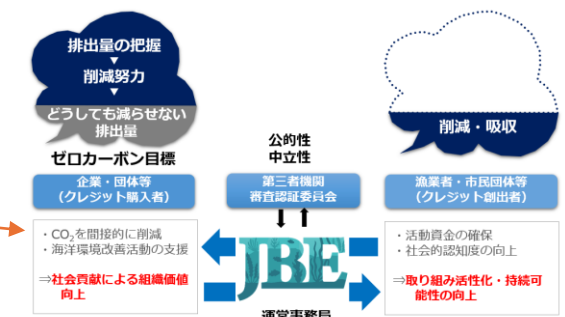 排出量の把握
▼
削減努力
▼
どうしても減らせない
排出量
ゼロカーボン目標
企業・団体等
(クレジット購入者)
・CO₂を間接的に削減
・海洋環境改善活動の支援
⇒社会貢献による組織価値
向上
公的性
中立性
第三者機関
審査認証委員会
JBE
運営事務局
削減・吸収
漁業者・市民団体等
(クレジット創出者)
・活動資金の確保
・社会的認知度の向上
⇒取り組み活性化・持続可
能性の向上